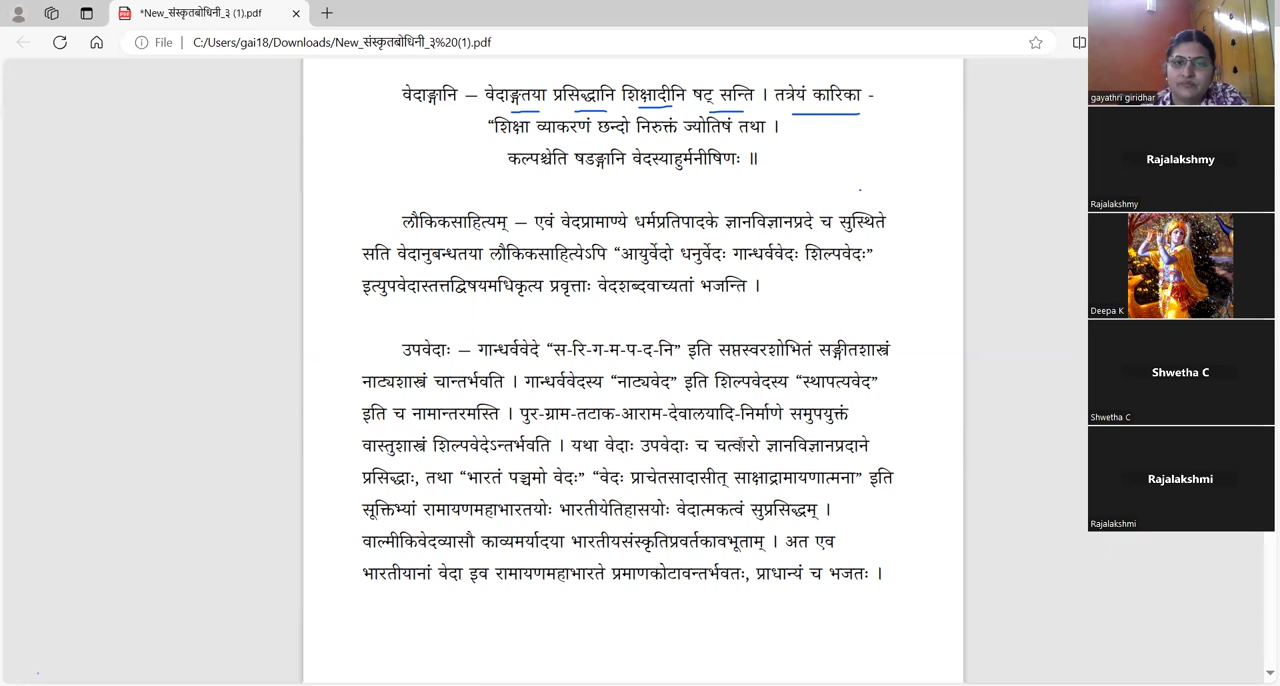 *New_संस्कृतबोधिनी_३ (1).pdf
File | C:/Users/gai18/Downloads/New_संस्कृतबोधिनी_३%20(1).pdf
वेदाङ्गानि – वेदाङ्गतया प्रसिद्धानि शिक्षादीनि षट् सन्ति । तत्रेयं कारिका -
“शिक्षा व्याकरणं छन्दो निरुक्तं ज्योतिषं तथा ।
कल्पश्चेति षडङ्गानि वेदस्याहुर्मनीषिणः ॥
लौकिकसाहित्यम् – एवं वेदप्रामाण्ये धर्मप्रतिपादके ज्ञानविज्ञानप्रदे च सुस्थिते
सति वेदानुबन्धतया लौकिकसाहित्येऽपि “आयुर्वेदो धनुर्वेदः गान्धर्ववेदः शिल्पवेदः”
इत्युपवेदास्तत्तद्विषयमधिकृत्य प्रवृत्ताः वेदशब्दवाच्यतां भजन्ति ।
उपवेदाः – गान्धर्ववेदे “स-रि-ग-म-प-द-नि” इति सप्तस्वरशोभितं सङ्गीतशास्त्रं
नाट्यशास्त्रं चान्तर्भवति । गान्धर्ववेदस्य “नाट्यवेद” इति शिल्पवेदस्य “स्थापत्यवेद”
इति च नामान्तरमस्ति । पुर-ग्राम-तटाक-आराम-देवालयादि-निर्माणे समुपयुक्तं
वास्तुशास्त्रं शिल्पवेदेऽन्तर्भवति । यथा वेदाः उपवेदाः च चत्वारो ज्ञानविज्ञानप्रदाने
प्रसिद्धाः, तथा “भारतं पञ्चमो वेदः” “वेदः प्राचेतसादासीत् साक्षाद्रामायणात्मना” इति
सूक्तिभ्यां रामायणमहाभारतयोः भारतीयेतिहासयोः वेदात्मकत्वं सुप्रसिद्धम् ।
वाल्मीकिवेदव्यासौ काव्यमर्यादया भारतीयसंस्कृतिप्रवर्तकावभूताम् । अत एव
भारतीयानां वेदा इव रामायणमहाभारते प्रमाणकोटावन्तर्भवतः, प्राधान्यं च भजतः ।
gayathri giridhar
Rajalakshmy
Rajalakshmy
Deepa K
Shwetha C
Shwetha C
Rajalakshmi
Rajalakshmi